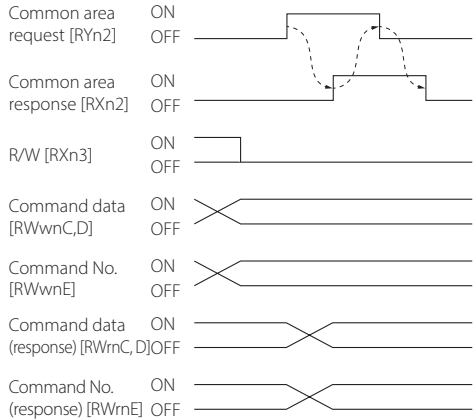 Common area ON
request [RYn2] OFF
Common area ON
response [RXn2] OFF
R/W [RXn3] ON
OFF
Command data ON
[RWwnC,D] OFF
Command No. ON
[RWwnE] OFF
Command data ON
(response) [RWrnC, D]OFF
Command No. ON
(response) [RWrnE] OFF